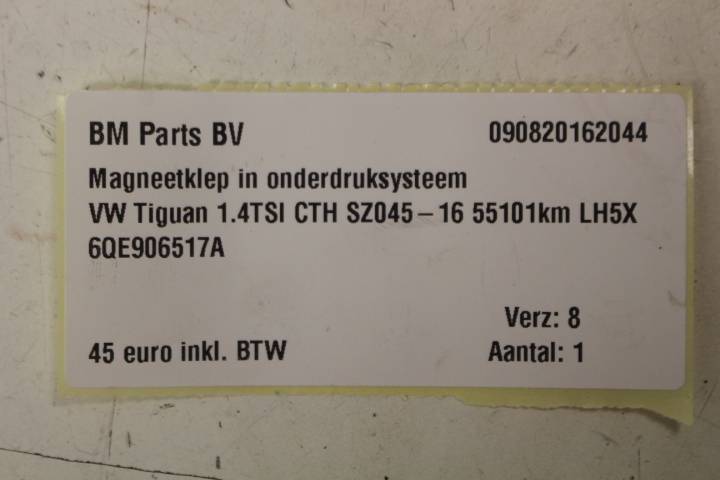 BM Parts BV 090820162044
Magneetklep in onderdruksysteem
VW Tiguan 1.4TSI CTH SZ045-16 55101km LH5X
6QE906517A
Verz: 8
45 euro inkl. BTW Aantal: 1